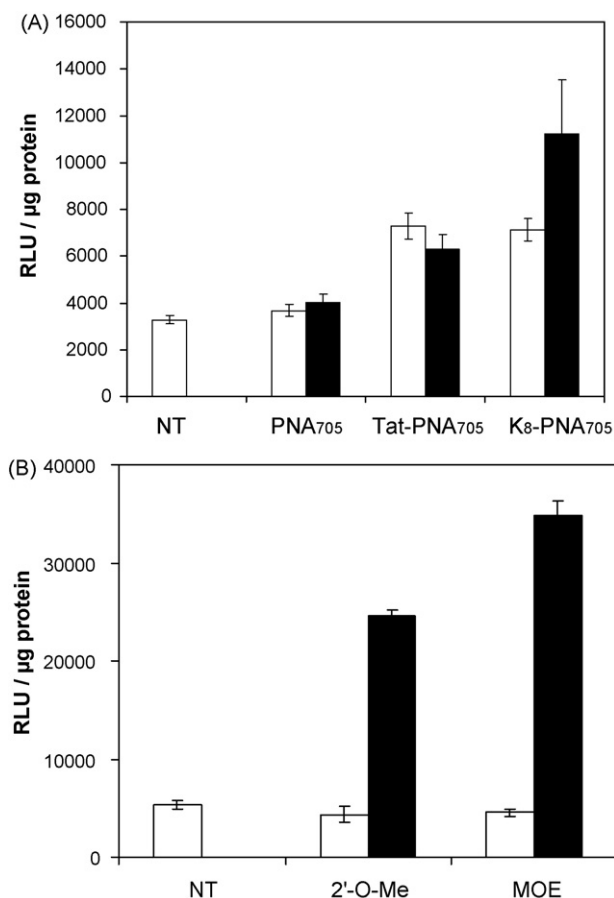 (A)
16000
14000
12000
10000
8000
6000
4000
2000
0
RLU / µg protein
NT PNA705 Tat-PNA705 K8-PNA705
(B)
40000
30000
20000
10000
0
RLU / µg protein
NT 2'-O-Me MOE